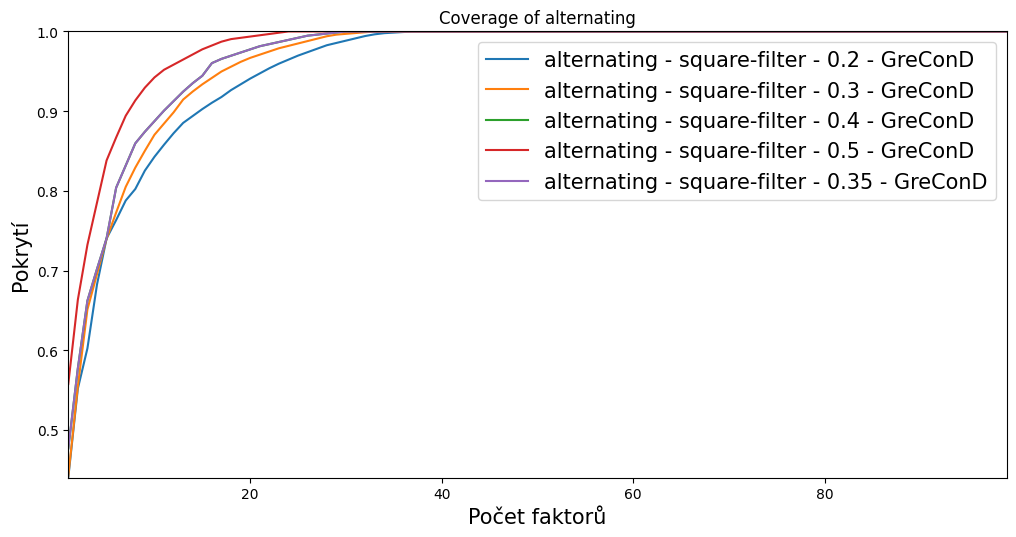 Coverage of alternating
1.0
0.9
0.8
0.7
0.6
0.5
Pokrytí
alternating - square-filter - 0.2 - GreConD
alternating - square-filter - 0.3 - GreConD
alternating - square-filter - 0.4 - GreConD
alternating - square-filter - 0.5 - GreConD
alternating - square-filter - 0.35 - GreConD
20 40 60 80
Počet faktorů